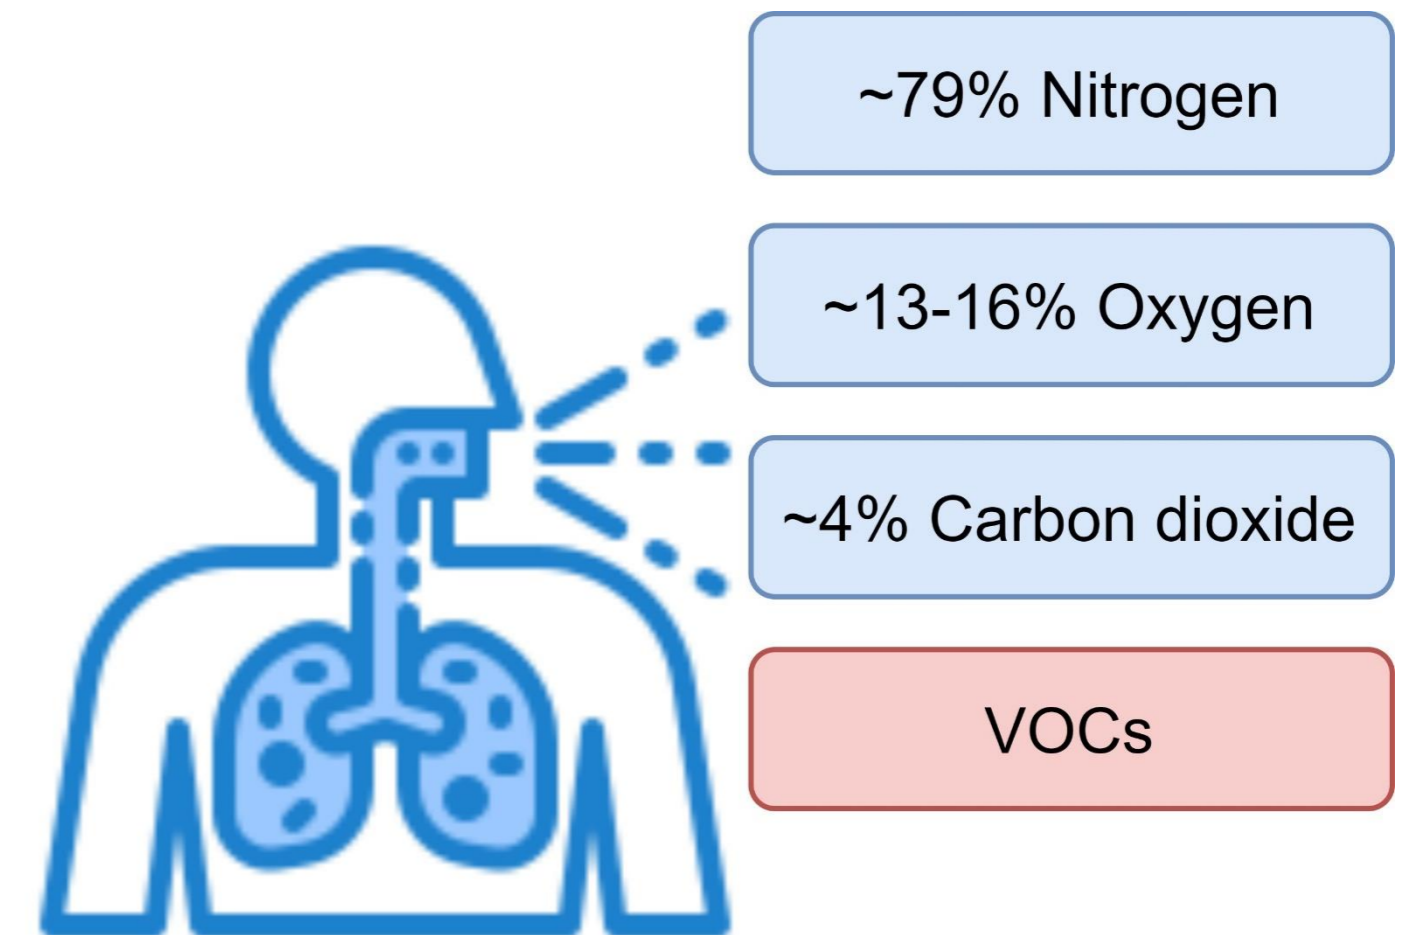 ~79% Nitrogen
~13-16% Oxygen
~4% Carbon dioxide
VOCs